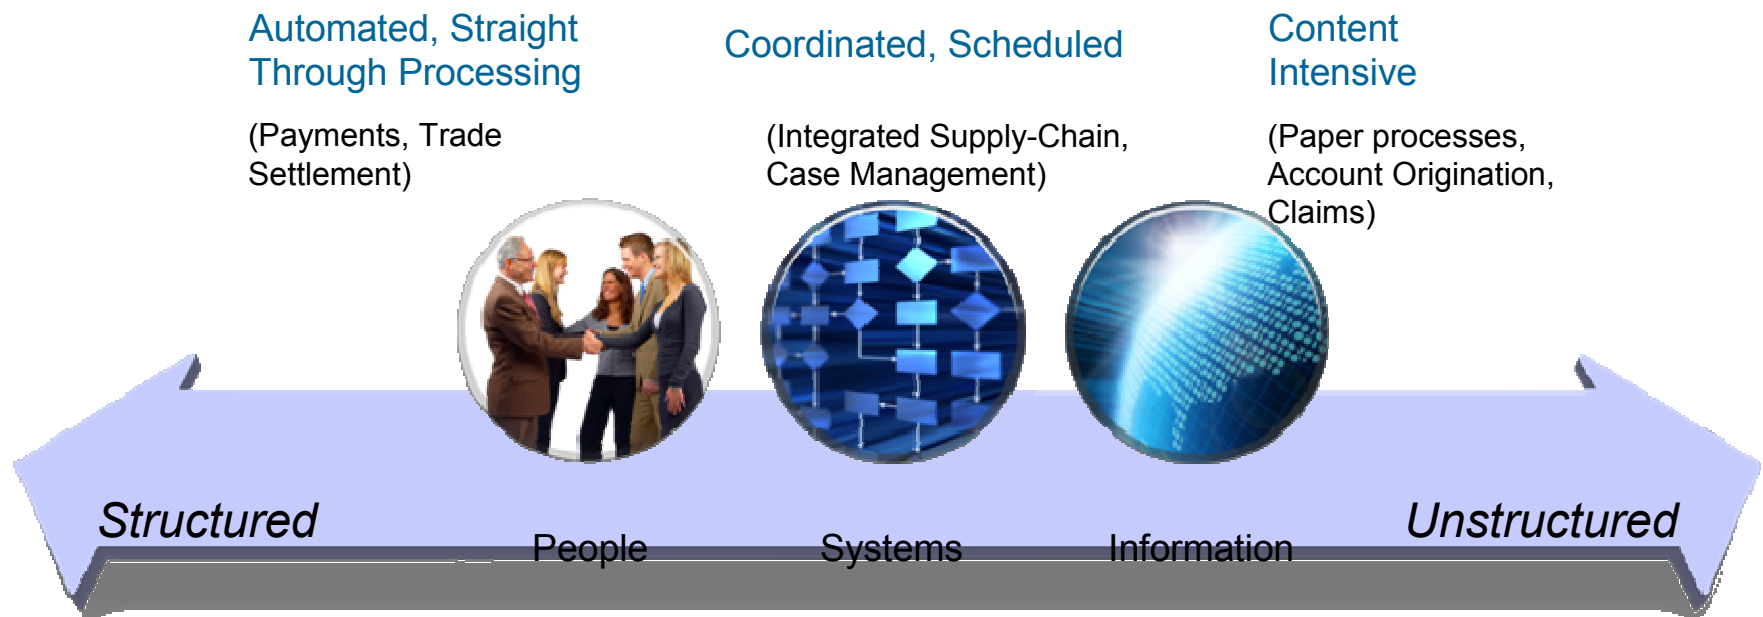 Automated, Straight
Through Processing
(Payments, Trade
Settlement)
Coordinated, Scheduled
(Integrated Supply-Chain,
Case Management)
Content
Intensive
(Paper processes,
Account Origination,
Claims)
Structured
People
Systems
Information
Unstructured